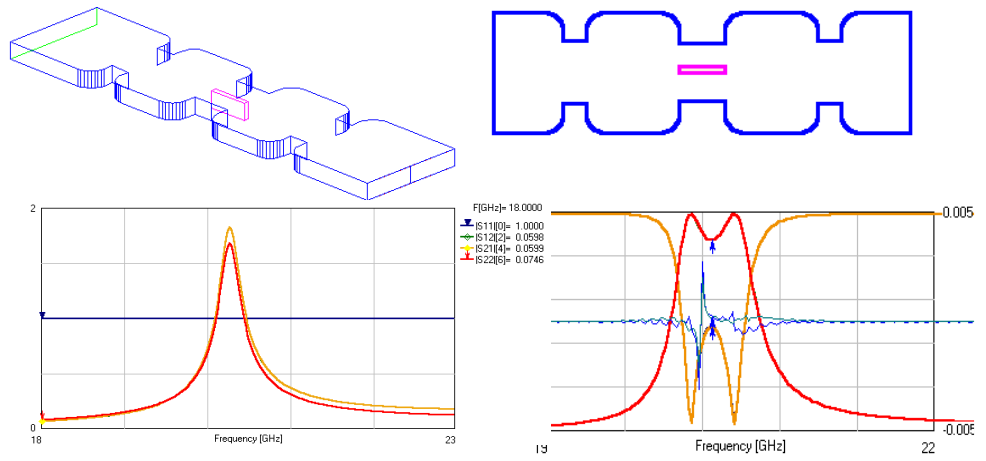 2
F[GHz]= 18.0000
|S11|[0]= 1.0000
|S12|[2]= 0.0598
|S21|[4]= 0.0599
|S22|[6]= 0.0746
0
18
Frequency [GHz]
23
0.005
-0.005
19
Frequency [GHz]
22